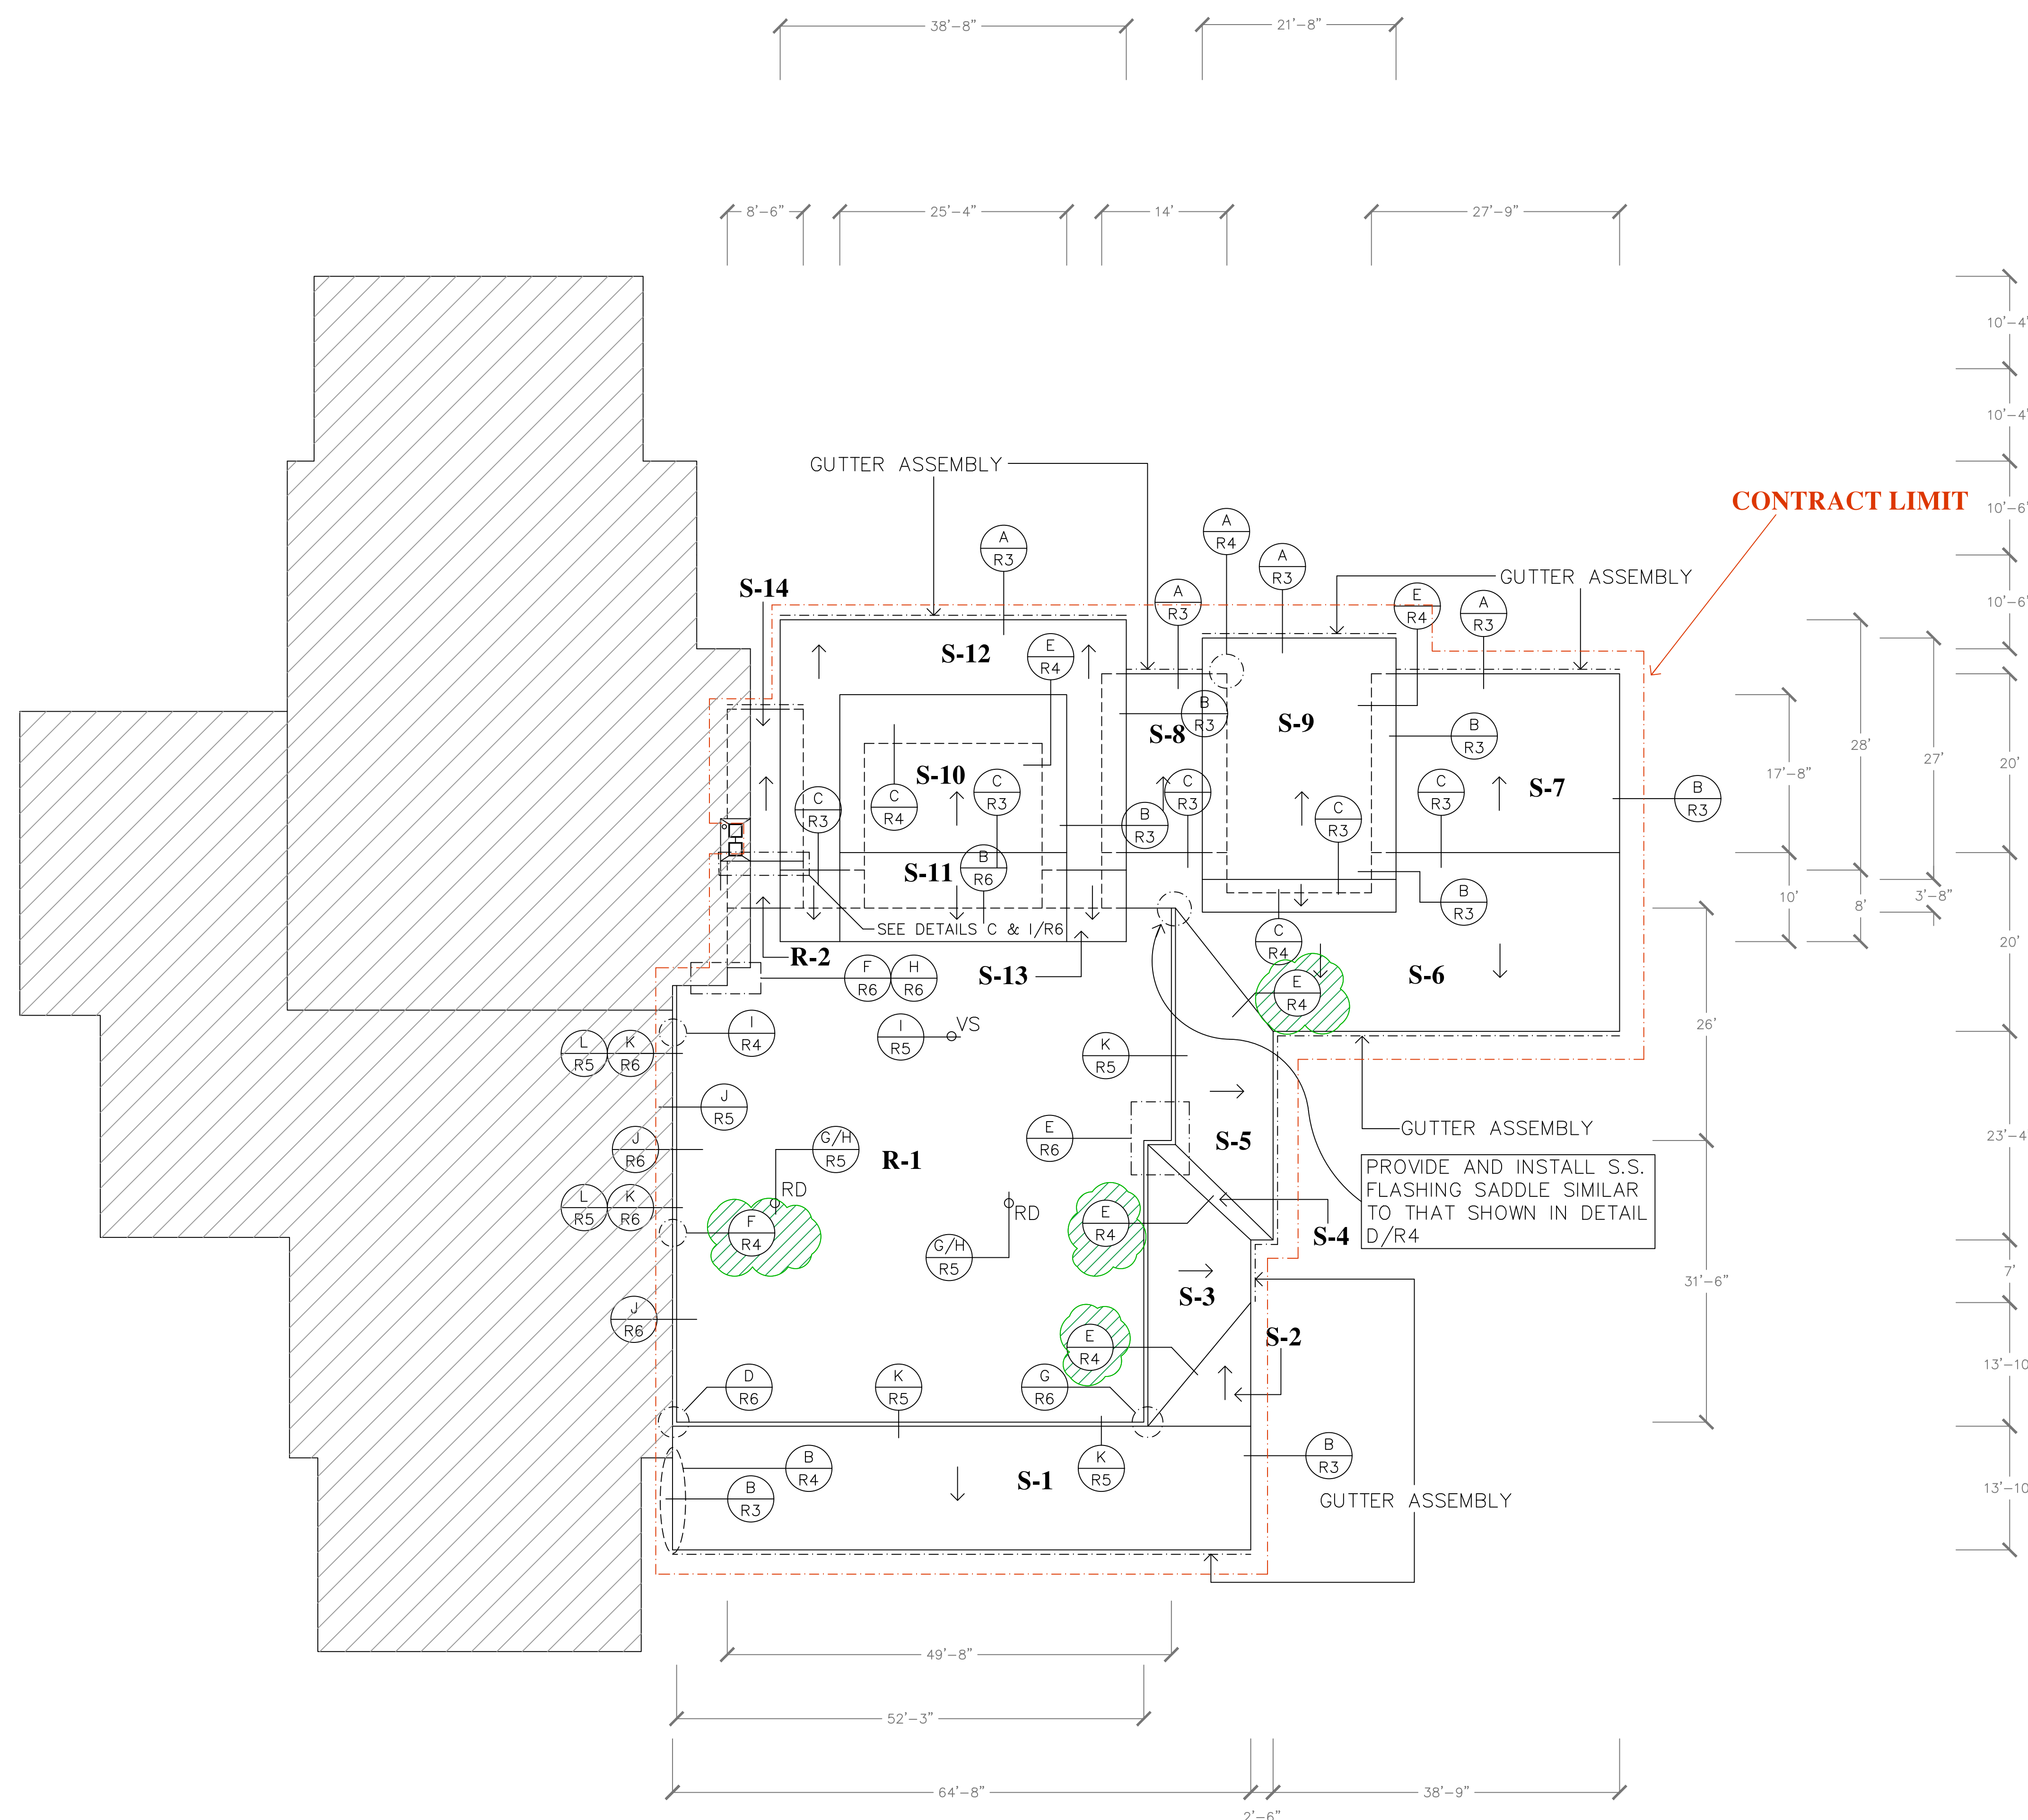 38'-8"
21'-8"
8'-6"
25'-4"
14'
27'-9"
10'-4"
10'-4"
10'-6"
10'-6"
GUTTER ASSEMBLY
CONTRACT LIMIT
A
R4
A
R3
A
R3
GUTTER ASSEMBLY
S-14
A
R3
E
R4
A
R3
S-12
E
R4
B
R3
S-9
S-8
B
R3
28'
27'
20'
17'-8"
S-10
C
R3
C
R3
C
R3
S-7
B
R3
C
R3
C
R4
C
R3
B
R3
S-11
B
R6
B
R3
10'
8'
3'-8"
SEE DETAILS C & I/R6
C
R4
20'
R-2
S-13
S-6
F
R6
H
R6
E
R4
I
R4
I
R5
VS
26'
L
R5
K
R6
K
R5
J
R5
GUTTER ASSEMBLY
23'-4"
J
R6
G/H
R5
R-1
E
R6
S-5
PROVIDE AND INSTALL S.S.
FLASHING SADDLE SIMILAR
TO THAT SHOWN IN DETAIL
D/R4
L
R5
K
R6
RD
RD
F
R4
E
R4
S-4
G/H
R5
S-3
7'
31'-6"
J
R6
E
R4
S-2
13'-10
D
R6
K
R5
G
R6
B
R4
K
R5
B
R3
S-1
B
R3
GUTTER ASSEMBLY
13'-10
49'-8"
52'-3"
64'-8"
38'-9"
2'-6"